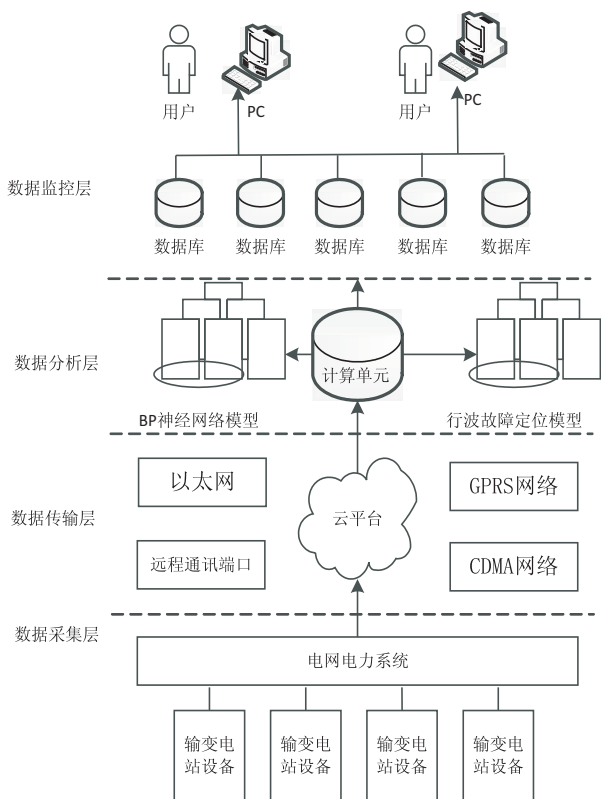 用户
PC
用户
PC
数据监控层
数据库
数据库
数据库
数据库
数据库
数据分析层
计算单元
BP神经网络模型
行波故障定位模型
以太网
GPRS网络
数据传输层
云平台
远程通讯端口
CDMA网络
数据采集层
电网电力系统
输变电
站设备
输变电
站设备
输变电
站设备
输变电
站设备